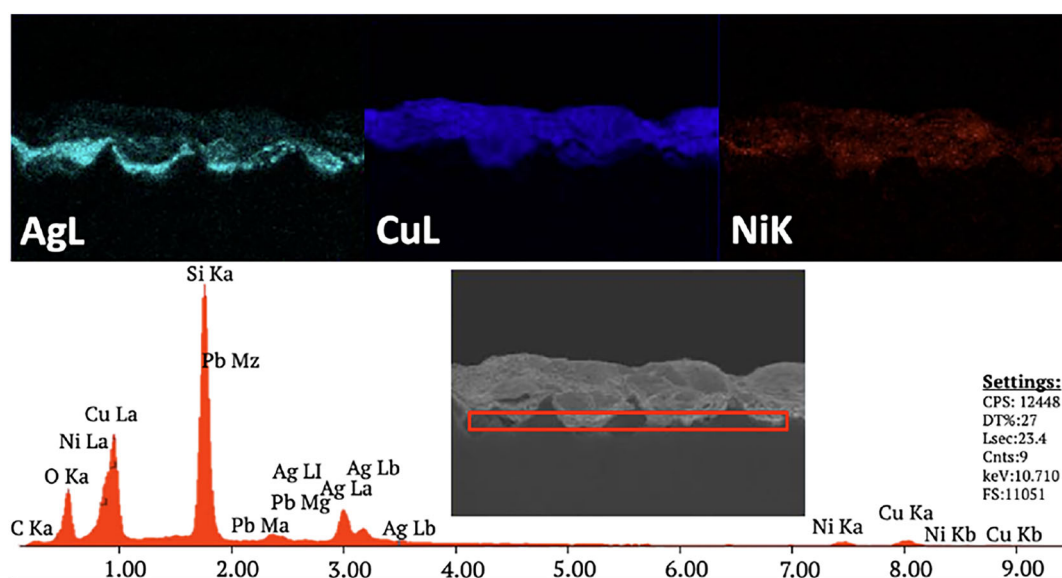 AgL
CuL
NiK
Si Ka
Pb Mz
Cu La
Ni La
O Ka
C Ka
Ag LI
Ag Lb
Ag La
Pb Mg
Pb Ma
Ag Lb
Ni Ka
Cu Ka
Ni Kb
Cu Kb
Settings:
CPS: 12448
DT%:27
Lsec:23.4
Cnts:9
keV:10.710
FS:11051
1.00 2.00 3.00 4.00 5.00 6.00 7.00 8.00 9.00